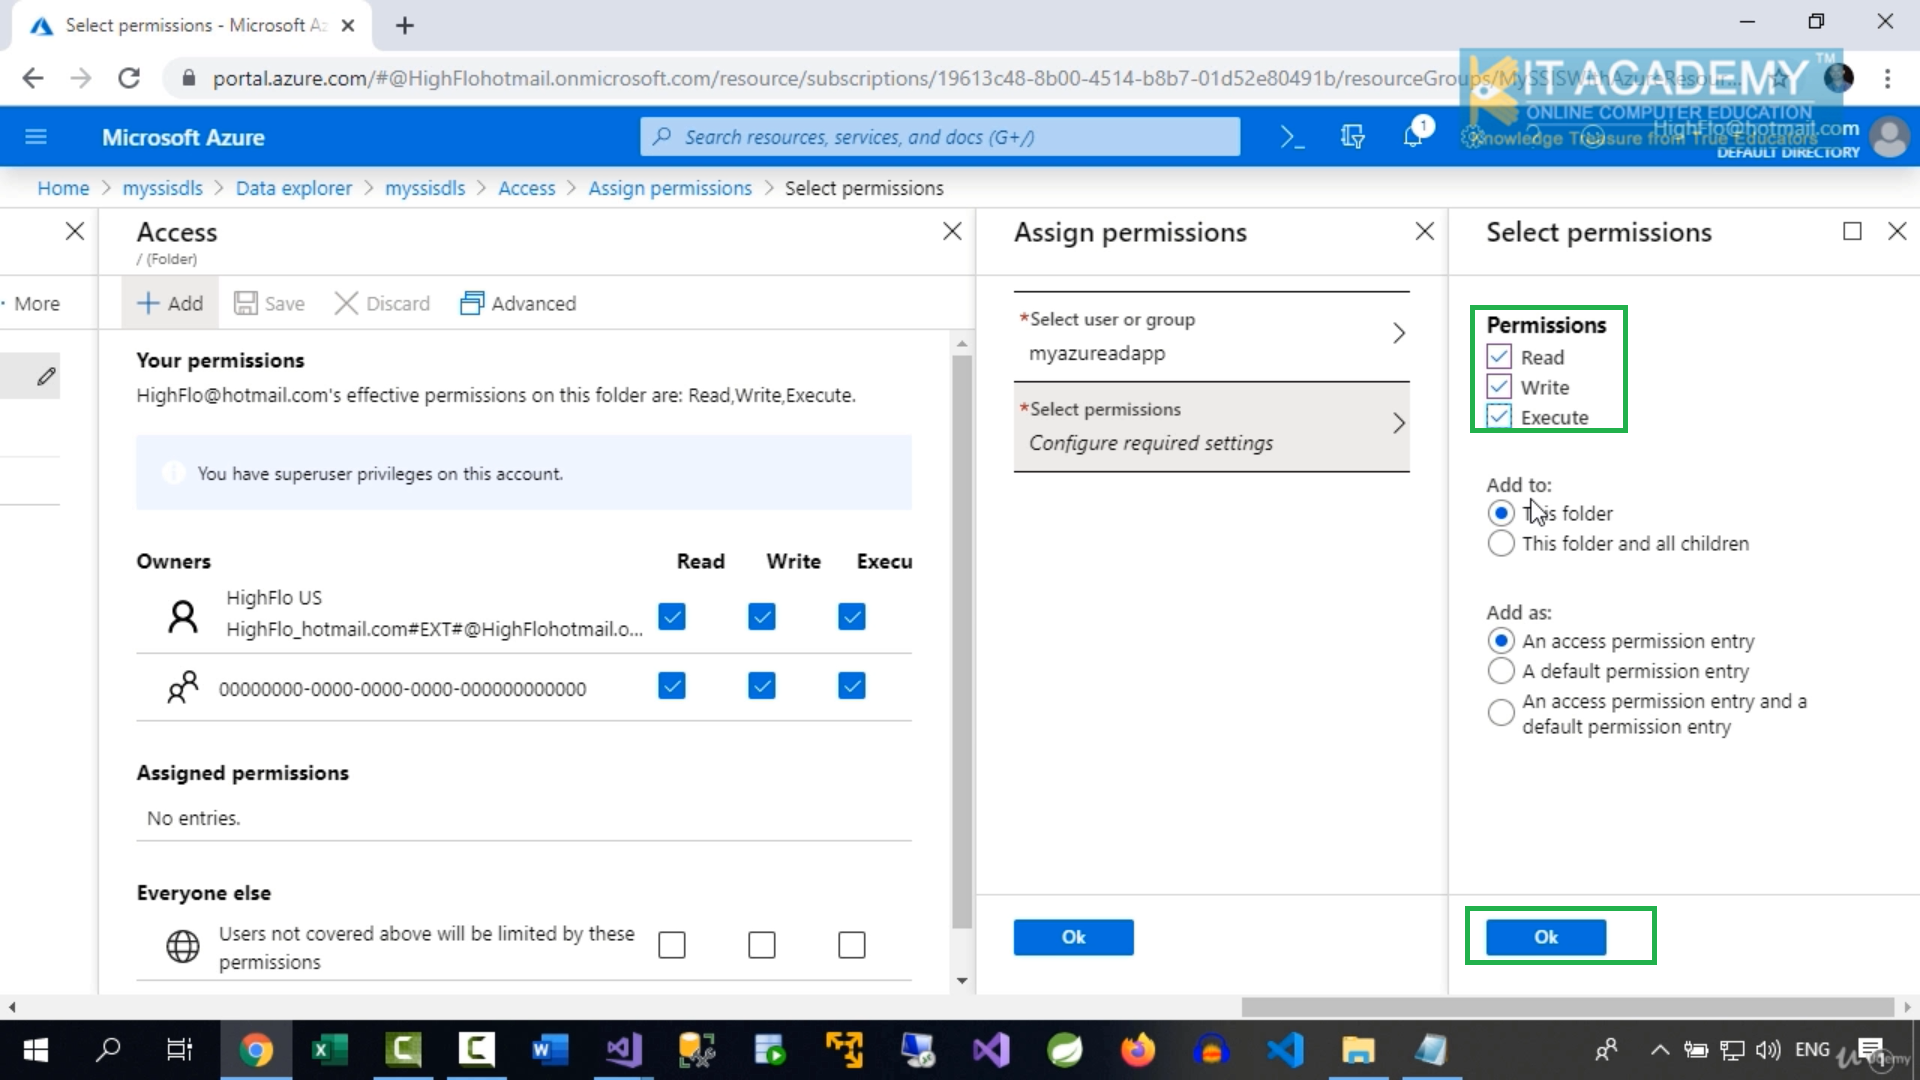 Select permissions - Microsoft Az
portal.azure.com/#@HighFlohotmail.onmicrosoft.com/resource/subscriptions/19613c48-8b00-4514-b8b7-01d52e80491b/resourceGroups/MySSISWithAzureResour...
KIT ACADEMY™
ONLINE COMPUTER EDUCATION
Knowledge Treasure from True Educators
Microsoft Azure
Search resources, services, and docs (G+/)
1
HighFlo@hotmail.com
DEFAULT DIRECTORY
Home > myssisdls > Data explorer > myssisdls > Access > Assign permissions > Select permissions
More
Access
/ (Folder)
Add
Save
Discard
Advanced
Your permissions
HighFlo@hotmail.com's effective permissions on this folder are: Read,Write,Execute.
You have superuser privileges on this account.
Owners Read Write Execu
HighFlo US
HighFlo_hotmail.com#EXT#@HighFlohotmail.o...
00000000-0000-0000-0000-000000000000
Assigned permissions
No entries.
Everyone else
Users not covered above will be limited by these
permissions
Assign permissions
*Select user or group
myazureadapp
*Select permissions
Configure required settings
Ok
Select permissions
Permissions
Read
Write
Execute
Add to:
This folder
This folder and all children
Add as:
An access permission entry
A default permission entry
An access permission entry and a
default permission entry
Ok
ENG
udemy